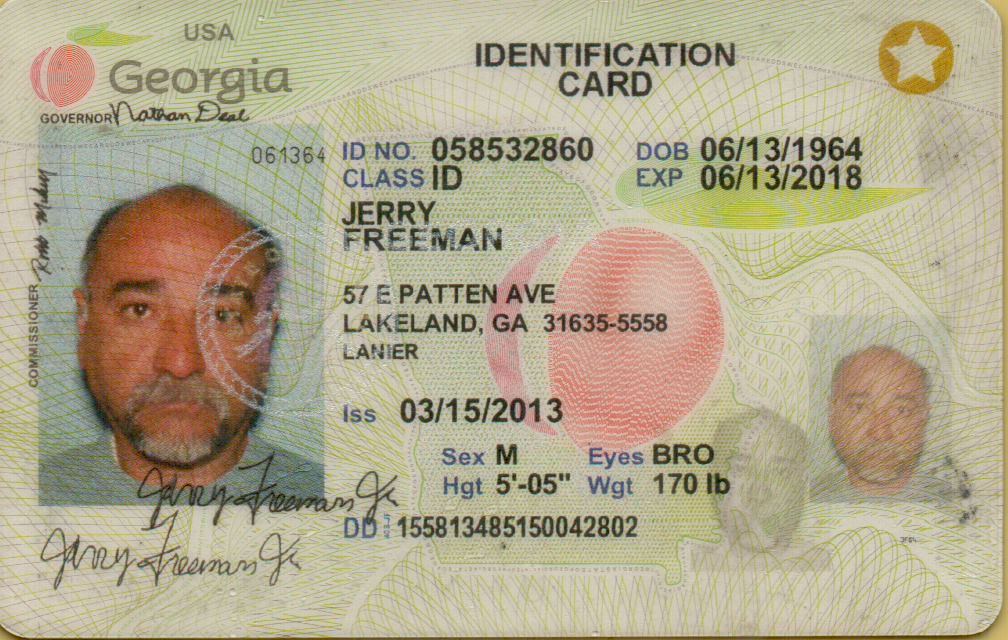 USA
Georgia
GOVERNOR Nathan Deal
IDENTIFICATION
CARD
061364
ID NO. 058532860
DOB 06/13/1964
CLASS ID
EXP 06/13/2018
JERRY
FREEMAN
57 E PATTEN AVE
LAKELAND, GA 31635-5558
LANIER
COMMISSIONER
Iss 03/15/2013
Sex M Eyes BRO
Hgt 5'-05" Wgt 170 lb
DD 155813485150042802
Jerry Freeman Jr
Jerry Freeman Jr